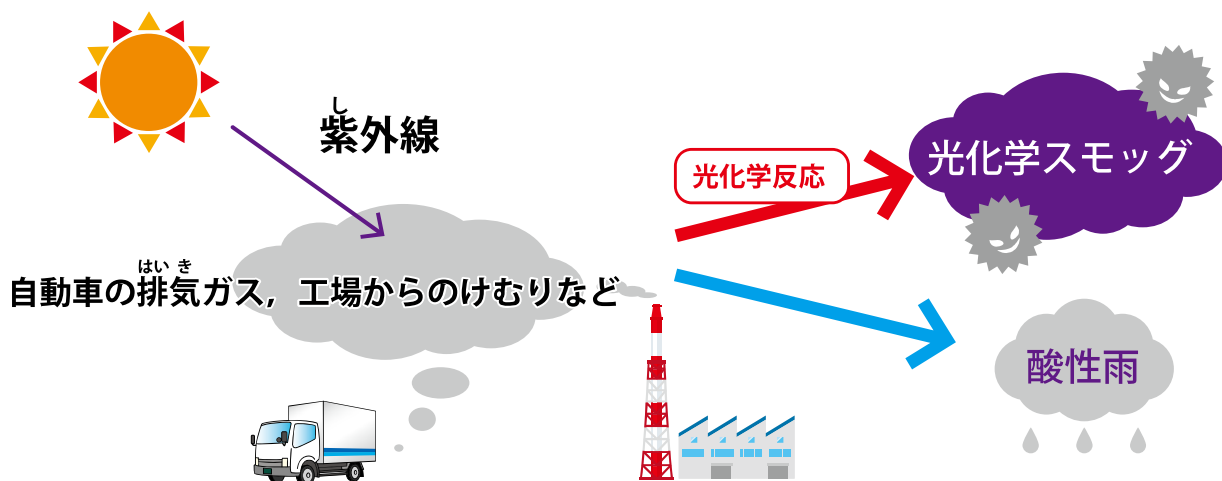 紫外線
し
光化学反応
光化学スモッグ
自動車の排気ガス，工場からのけむりなど
はい き
酸性雨